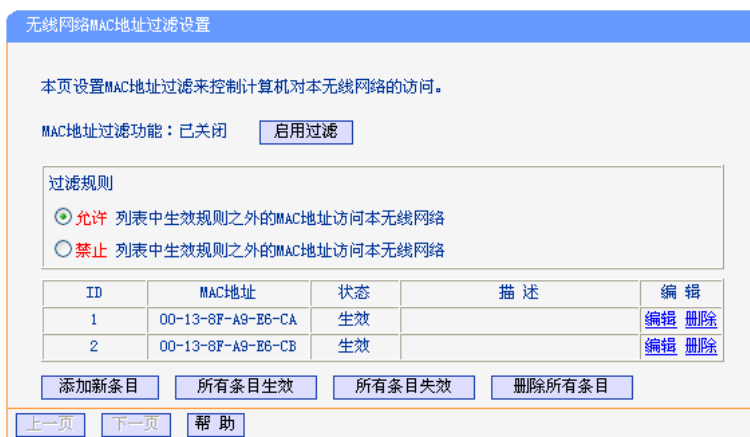 无线网络MAC地址过滤设置
本页设置MAC地址过滤来控制计算机对本无线网络的访问。
MAC地址过滤功能：已关闭 启用过滤
过滤规则
允许 列表中生效规则之外的MAC地址访问本无线网络
禁止 列表中生效规则之外的MAC地址访问本无线网络
ID MAC地址 状态 描 述 编 辑
1 00-13-8F-A9-E6-CA 生效 编辑 删除
2 00-13-8F-A9-E6-CB 生效 编辑 删除
添加新条目 所有条目生效 所有条目失效 删除所有条目
上一页 下一页 帮 助